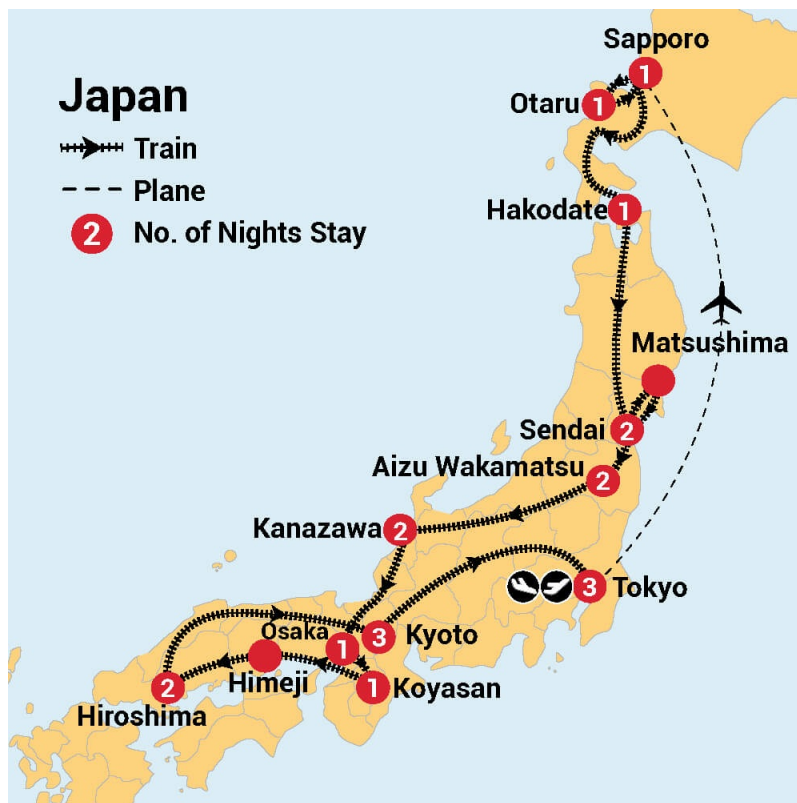 Japan
Train
Plane
2 No. of Nights Stay
Sapporo
1
Otaru 1
Hakodate 1
Matsushima
Sendai 2
Aizu Wakamatsu 2
Kanazawa 2
3 Tokyo
Osaka 1
3 Kyoto
Himeji
1 Koyasan
2
Hiroshima